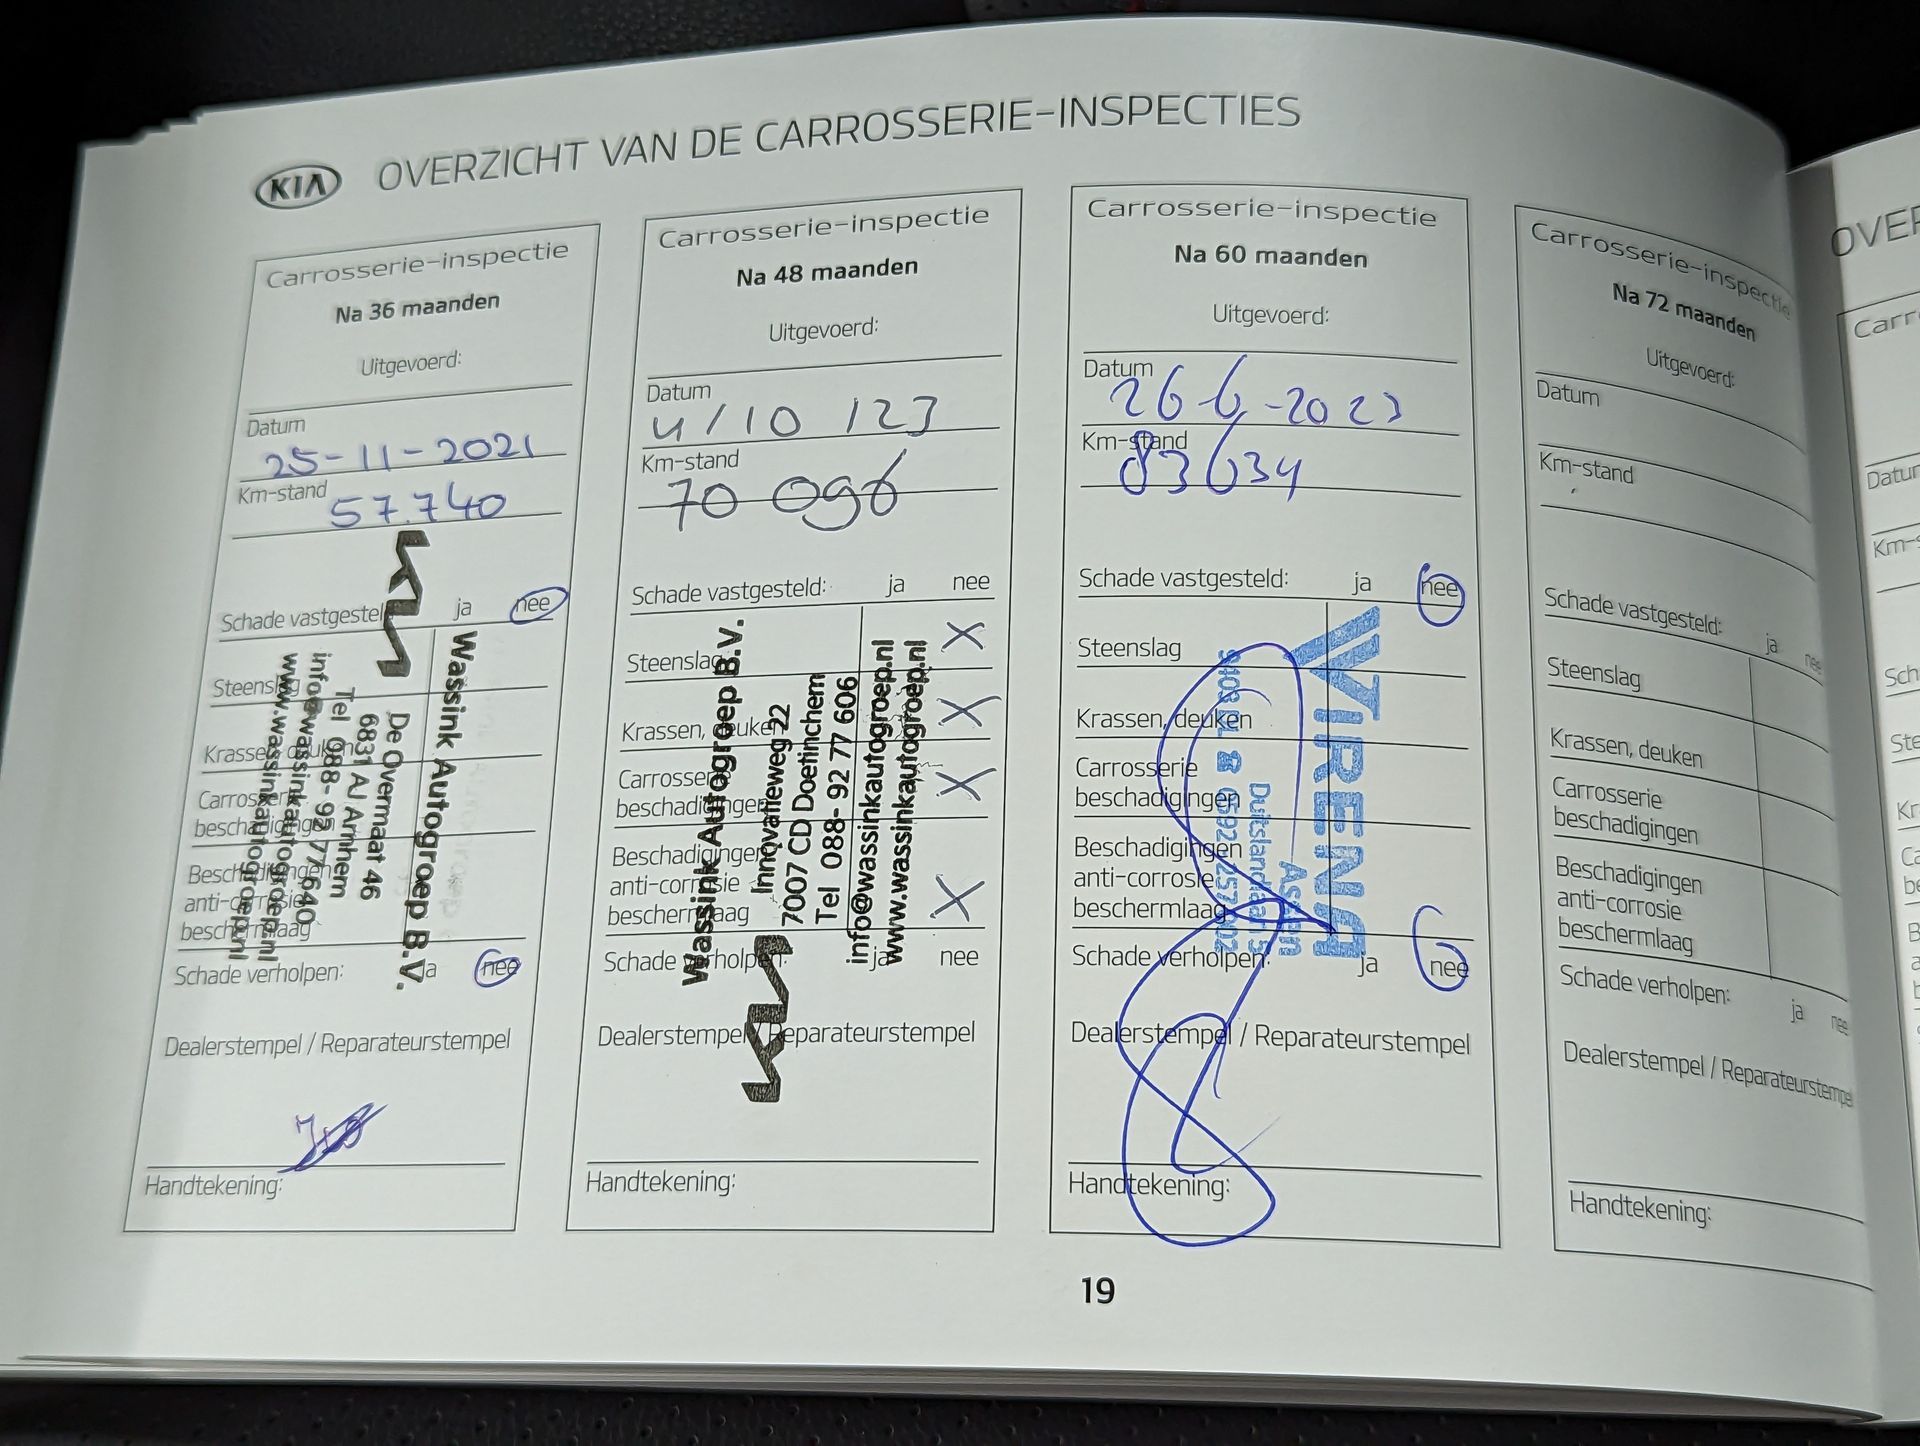 KIA OVERZICHT VAN DE CARROSSERIE-INSPECTIES
Carrosserie-inspectie
Na 36 maanden
Uitgevoerd:
Datum
25-11-2021
Km-stand
57.740
Schade vastgesteld ja nee
Steenslag
Krassen, deuken
Carrosserie
beschadigingen
Beschadigingen
anti-corrosie
beschermlaag
Schade verholpen: ja nee
Dealerstempel / Reparateurstempel
Handtekening:
KIA
Wassink Autogroep B.V.
De Overmaat 46
6831 AJ Arnhem
Tel 088- 92 77 640
info@wassinkautogroep.nl
www.wassinkautogroep.nl
Carrosserie-inspectie
Na 48 maanden
Uitgevoerd:
Datum
4/10 /23
Km-stand
70 096
Schade vastgesteld: ja nee
Steenslag X
Krassen, deuken X
Carrosserie
beschadigingen X
Beschadigingen
anti-corrosie
beschermlaag X
Schade verholpen: ja nee
Dealerstempel / Reparateurstempel
Handtekening:
KIA
Wassink Autogroep B.V.
Innovatieweg 22
7007 CD Doetinchem
Tel 088- 92 77 606
info@wassinkautogroep.nl
www.wassinkautogroep.nl
Carrosserie-inspectie
Na 60 maanden
Uitgevoerd:
Datum
26-6-2023
Km-stand
83634
Schade vastgesteld: ja nee
Steenslag
Krassen, deuken
Carrosserie
beschadigingen
Beschadigingen
anti-corrosie
beschermlaag
Schade verholpen: ja nee
Dealerstempel / Reparateurstempel
Handtekening:
VIRENA
Assen
Duitslandlaan 5
Carrosserie-inspectie
Na 72 maanden
Uitgevoerd:
Datum
Km-stand
Schade vastgesteld:
ja nee
Steenslag
Krassen, deuken
Carrosserie
beschadigingen
Beschadigingen
anti-corrosie
beschermlaag
Schade verholpen: ja nee
Dealerstempel / Reparateurstempel
Handtekening:
19